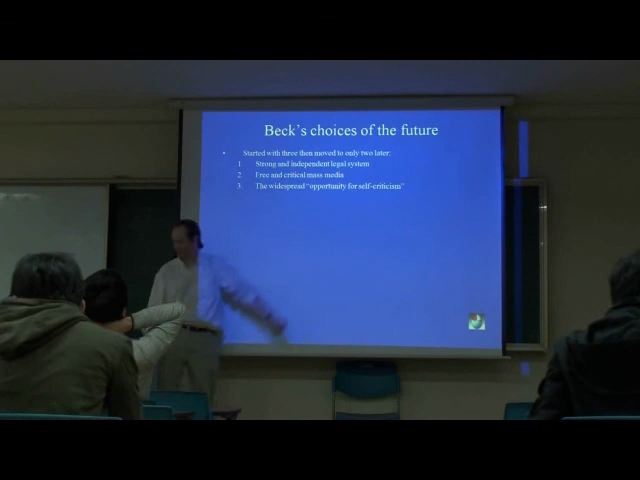 Beck's choices of the future
• Started with three then moved to only two later:
1 Strong and independent legal system
2 Free and critical mass media
3. The widespread "opportunity for self-criticism"